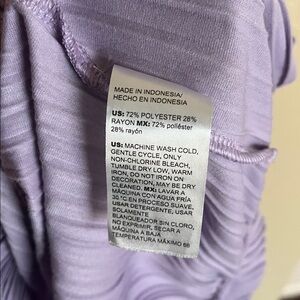 MADE IN INDONESIA/
HECHO EN INDONESIA
US: 72% POLYESTER 28%
RAYON MX: 72% poliéster
28% rayón
US: MACHINE WASH COLD,
GENTLE CYCLE, ONLY
NON-CHLORINE BLEACH,
TUMBLE DRY LOW, WARM
IRON, DO NOT IRON ON
DECORATION, MAY BE DRY
CLEANED. MX: LAVAR A
MÁQUINA CON AGUA FRÍA
30 °C EN PROCESO SUAVE,
USAR DETERGENTE, USAR
SOLAMENTE
BLANQUEADOR SIN CLORO,
NO EXPRIMIR, SECAR A
MÁQUINA A BAJA
TEMPERATURA MÁXIMO 55